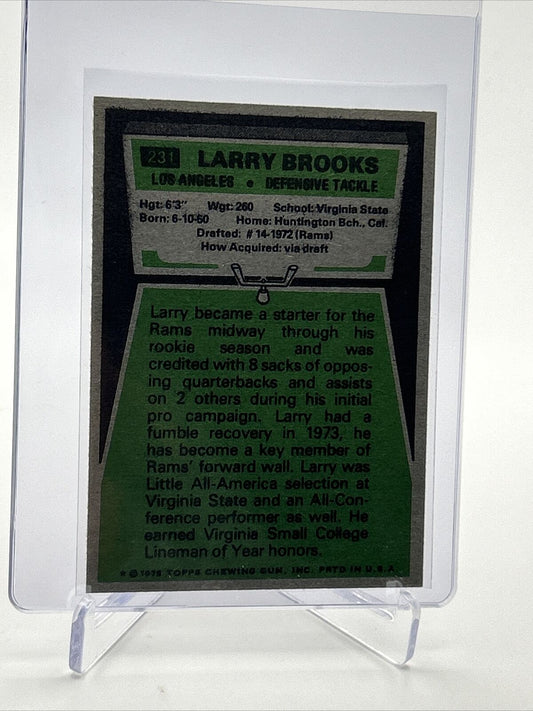 231 LARRY BROOKS
LOS ANGELES • DEFENSIVE TACKLE
Hgt: 6'3" Wgt: 260 School: Virginia State
Born: 6-10-50 Home: Huntington Bch., Cal.
Drafted: #14-1972 (Rams)
How Acquired: via draft
Larry became a starter for the
Rams midway through his
rookie season and was
credited with 8 sacks of oppos-
ing quarterbacks and assists
on 2 others during his initial
pro campaign. Larry had a
fumble recovery in 1973, he
has become a key member of
Rams' forward wall. Larry was
Little All-America selection at
Virginia State and an All-Con-
ference performer as well. He
earned Virginia Small College
Lineman of Year honors.
* © 1975 TOPPS CHEWING GUM, INC. PRTD IN U.S.A.